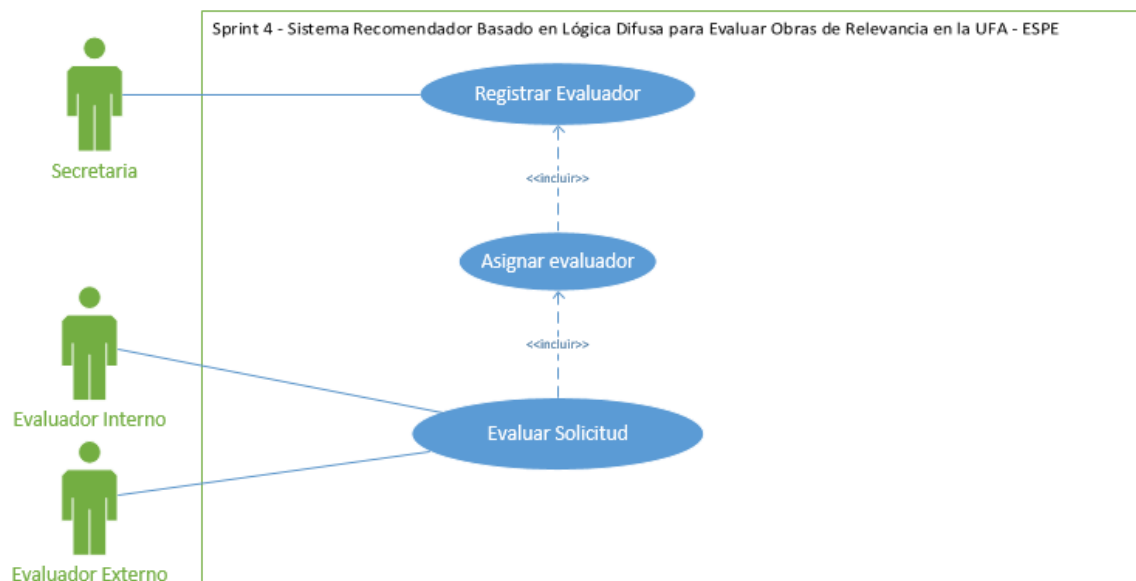 Sprint 4 - Sistema Recomendador Basado en Lógica Difusa para Evaluar Obras de Relevancia en la UFA - ESPE
Registrar Evaluador
Secretaria
<<incluir>>
Asignar evaluador
<<incluir>>
Evaluador Interno
Evaluar Solicitud
Evaluador Externo